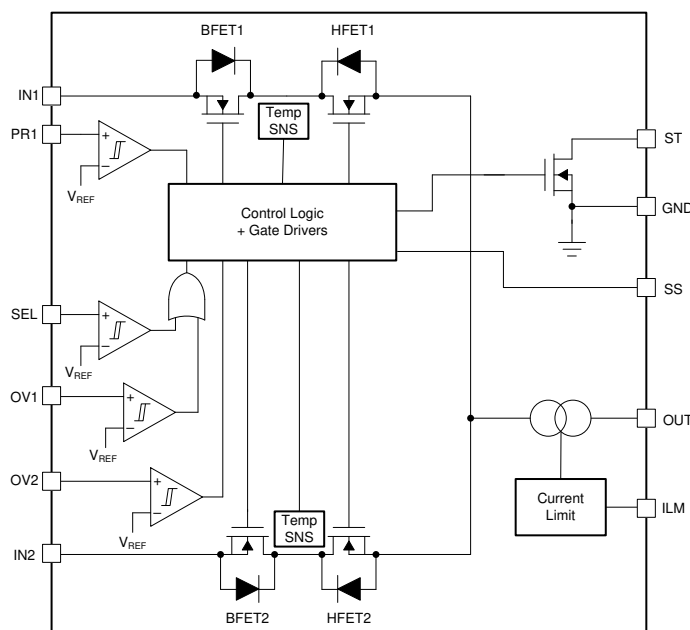 BFET1
HFET1
IN1
Temp
SNS
PR1
+
−
VREF
ST
Control Logic
+ Gate Drivers
GND
SS
SEL
+
−
VREF
OV1
+
−
VREF
OUT
OV2
+
−
VREF
Current
Limit
ILM
Temp
SNS
IN2
BFET2
HFET2